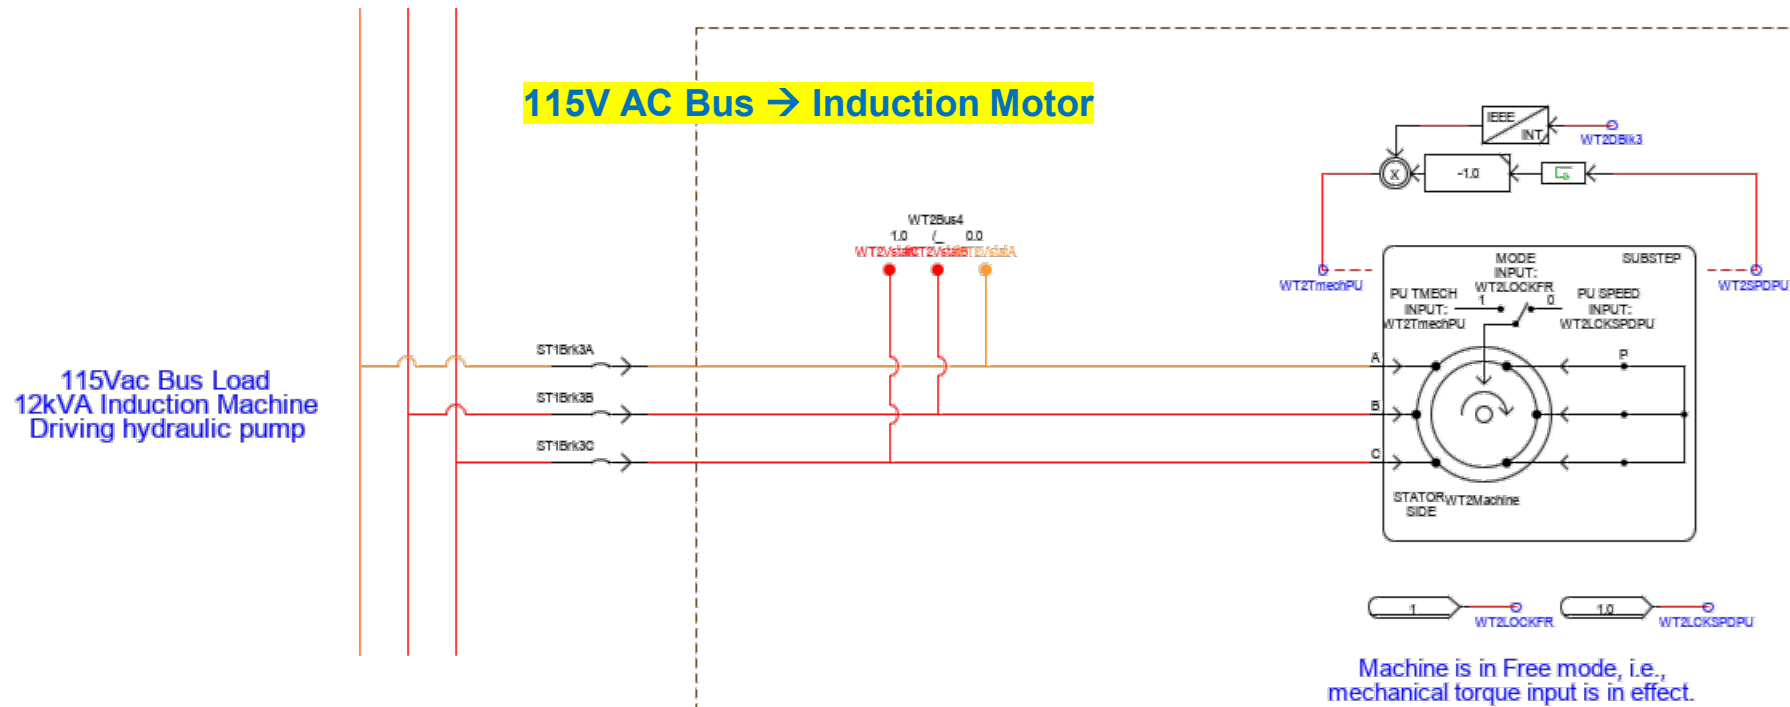 115V AC Bus → Induction Motor
IEEE
INT
WT2DBlk3
X
-1.0
WT2Bus4
1.0 /_ 0.0
WT2VstatA
WT2TmechPU
WT2SPDPU
MODE
INPUT:
WT2LOCKFR
SUBSTEP
PU TMECH
INPUT:
WT2TmechPU
1
0
PU SPEED
INPUT:
WT2LCKSPDPU
ST1Brk3A
A
P
115Vac Bus Load
12kVA Induction Machine
Driving hydraulic pump
ST1Brk3B
B
ST1Brk3C
C
STATOR
SIDE
WT2Machine
1
WT2LOCKFR
1.0
WT2LCKSPDPU
Machine is in Free mode, i.e.,
mechanical torque input is in effect.